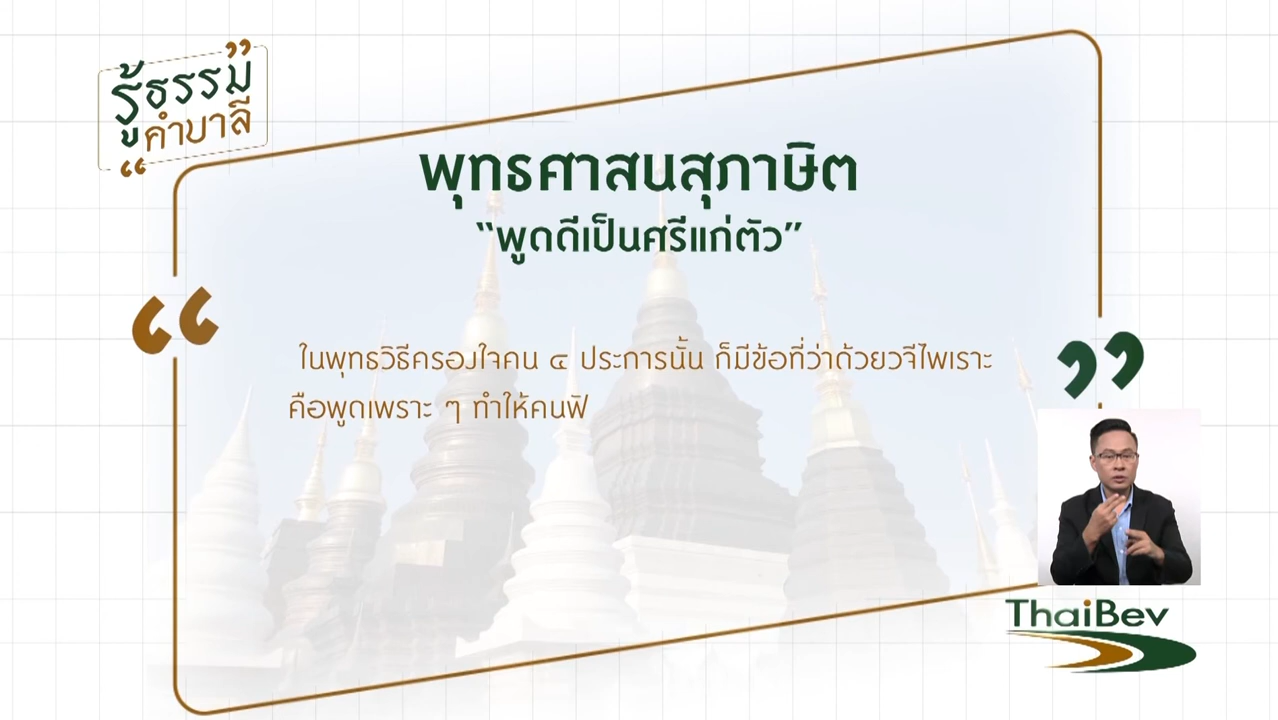 รู้ธรรม
คำบาลี
พุทธศาสนสุภาษิต
“พูดดีเป็นศรีแก่ตัว”
ในพุทธวิธีครองใจคน ๔ ประการนั้น ก็มีข้อที่ว่าด้วยวจีไพเราะ
คือพูดเพราะ ๆ ทำให้คนฟั
ThaiBev